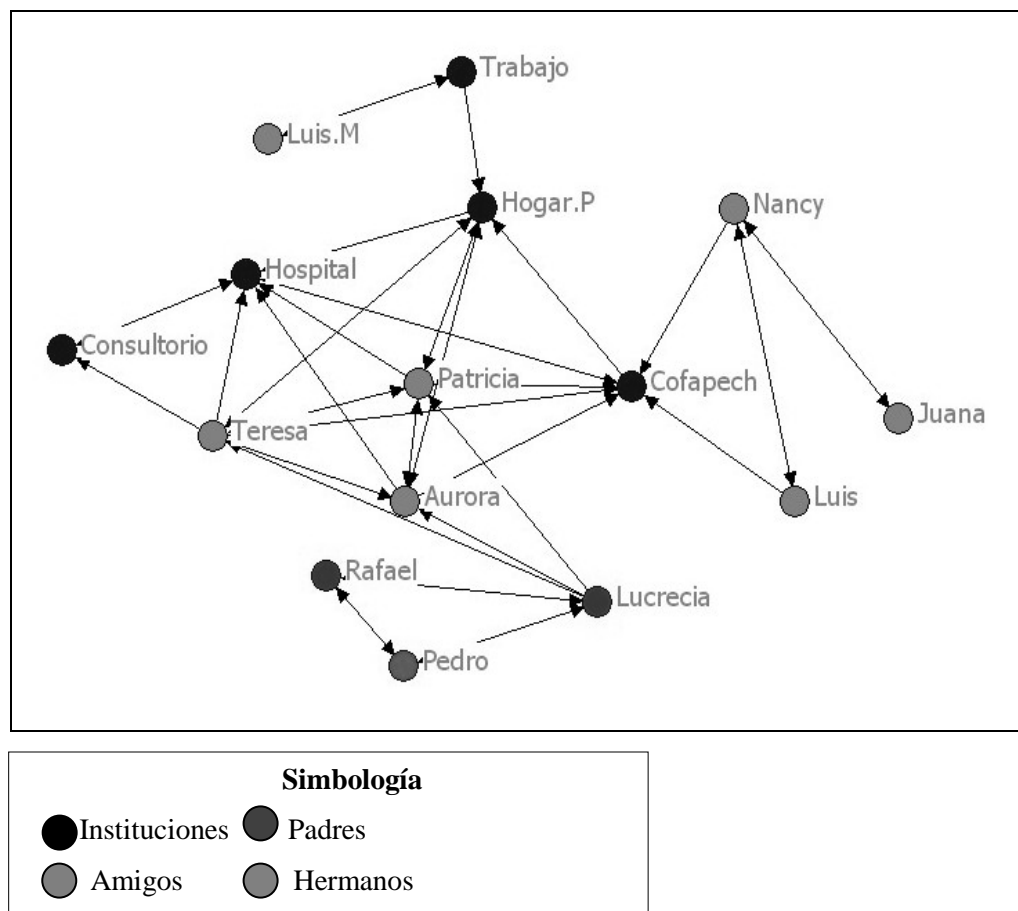 Trabajo
Luis.M
Hogar.P
Nancy
Hospital
Consultorio
Patricia
Cofapech
Juana
Teresa
Aurora
Luis
Rafael
Lucrecia
Pedro
Simbología
Instituciones
Padres
Amigos
Hermanos